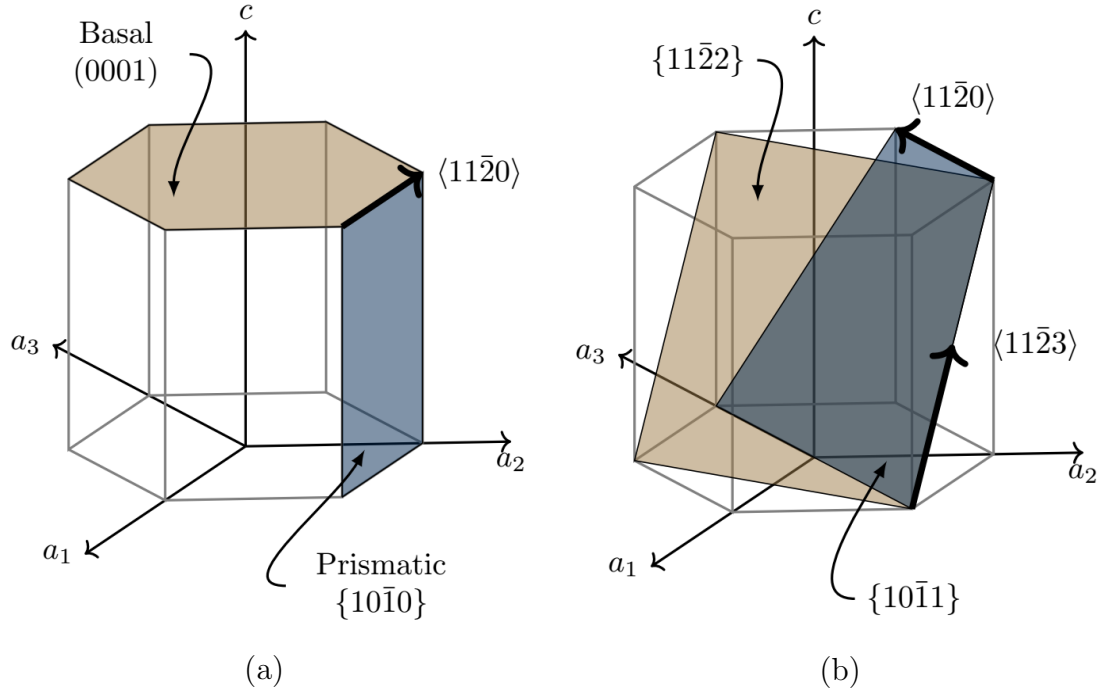 c
Basal
(0001)
⟨112̄0⟩
a₃
a₂
a₁
Prismatic
{101̄0}
(a)
c
{112̄2}
⟨112̄0⟩
⟨112̄3⟩
a₃
a₂
a₁
{101̄1}
(b)